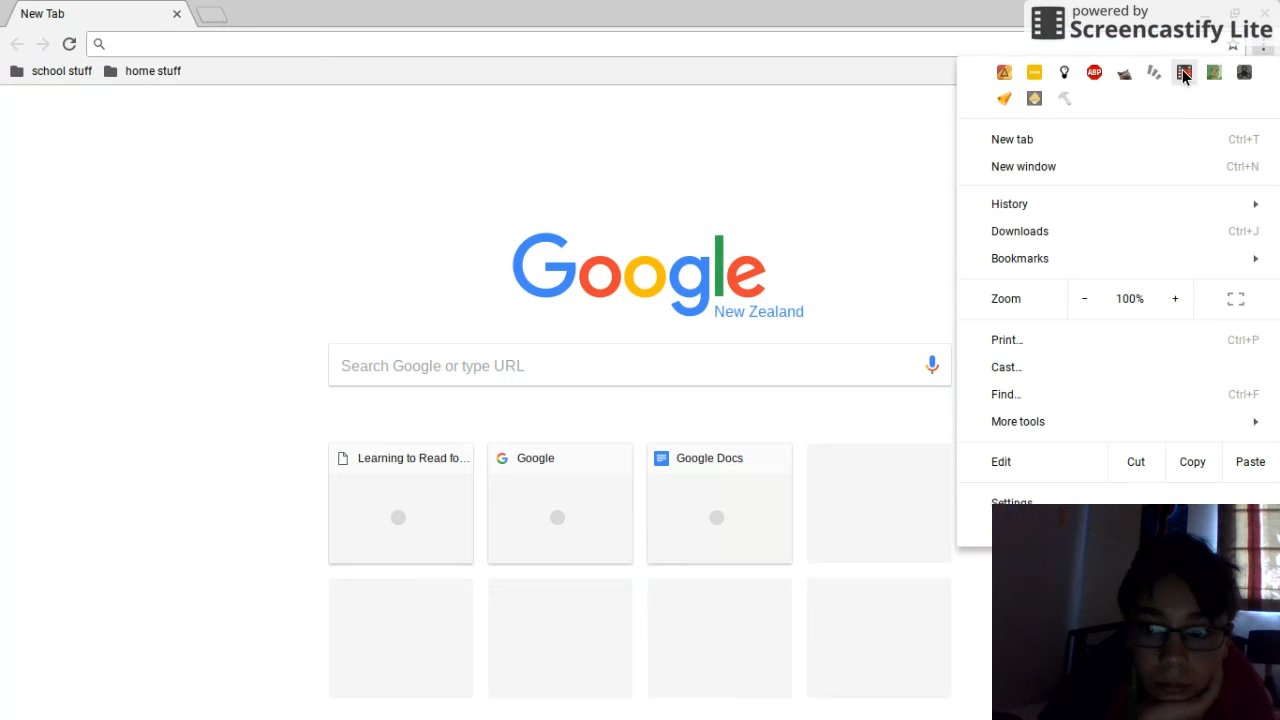 New Tab
powered by
Screencastify Lite
school stuff
home stuff
ABP
New tab Ctrl+T
New window Ctrl+N
History
Downloads Ctrl+J
Bookmarks
Zoom - 100% +
Print... Ctrl+P
Cast...
Find... Ctrl+F
More tools
Edit Cut Copy Paste
Settings
Google
New Zealand
Search Google or type URL
Learning to Read fo...
Google
Google Docs